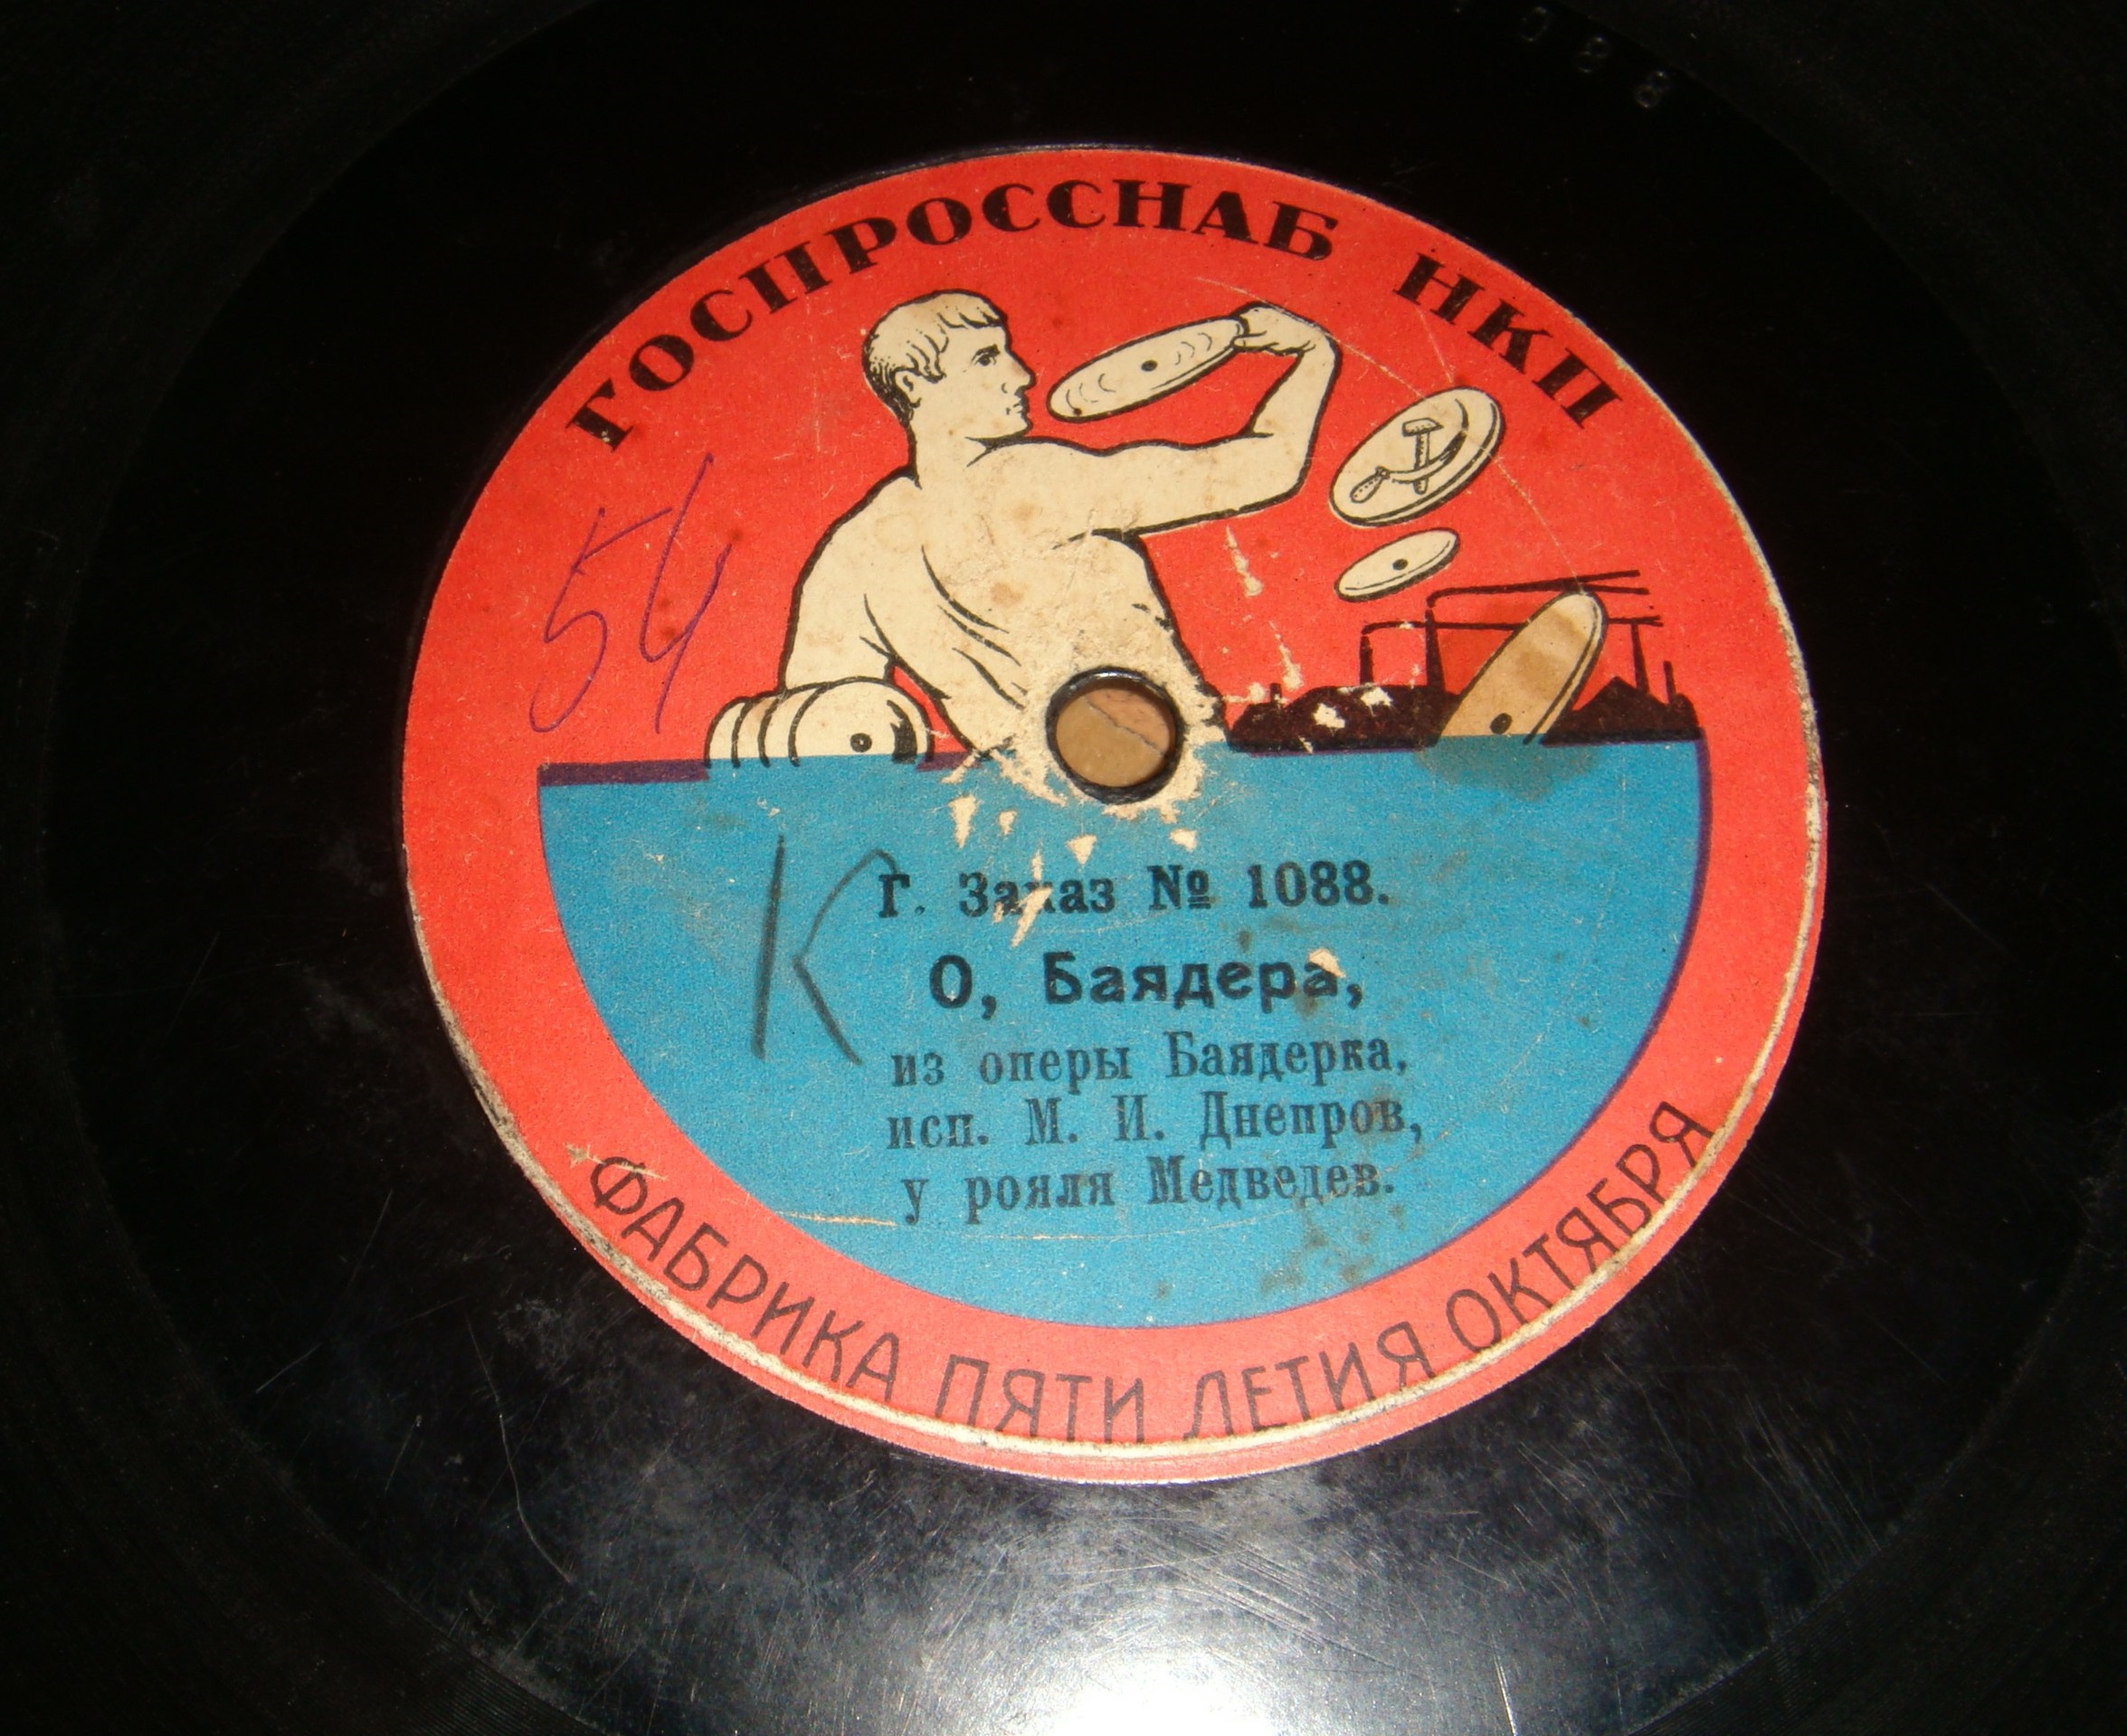 ГОСПРОССНАБ НКП
54
К
Г. Заказ № 1088.
О, Баядера,
из оперы Баядерка,
исп. М. И. Днепров,
у рояля Медведев.
ФАБРИКА ПЯТИ ЛЕТИЯ ОКТЯБРЯ